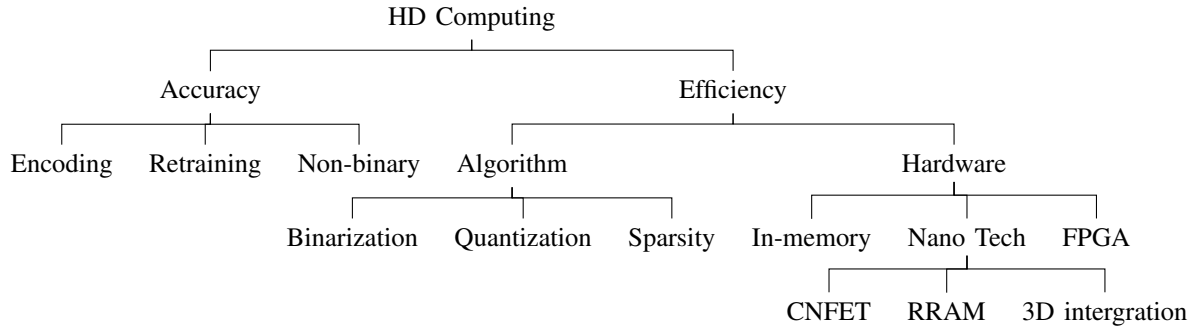 HD Computing
Accuracy Efficiency
Encoding Retraining Non-binary Algorithm Hardware
Binarization Quantization Sparsity In-memory Nano Tech FPGA
CNFET RRAM 3D intergration